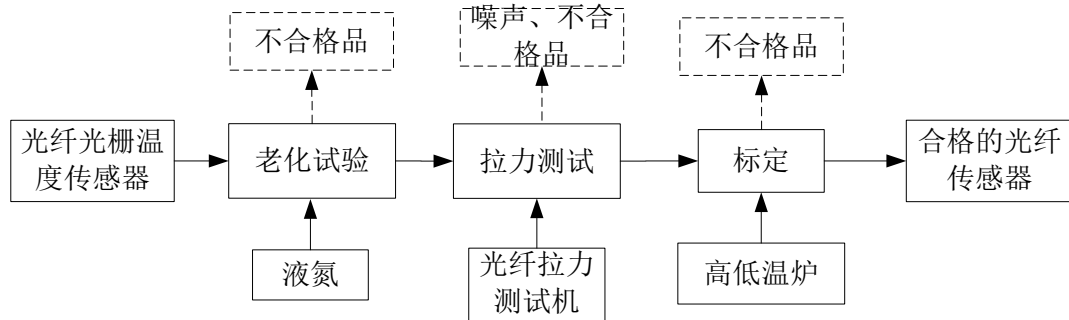 不合格品
噪声、不合
格品
不合格品
光纤光栅温
度传感器
老化试验
拉力测试
标定
合格的光纤
传感器
液氮
光纤拉力
测试机
高低温炉